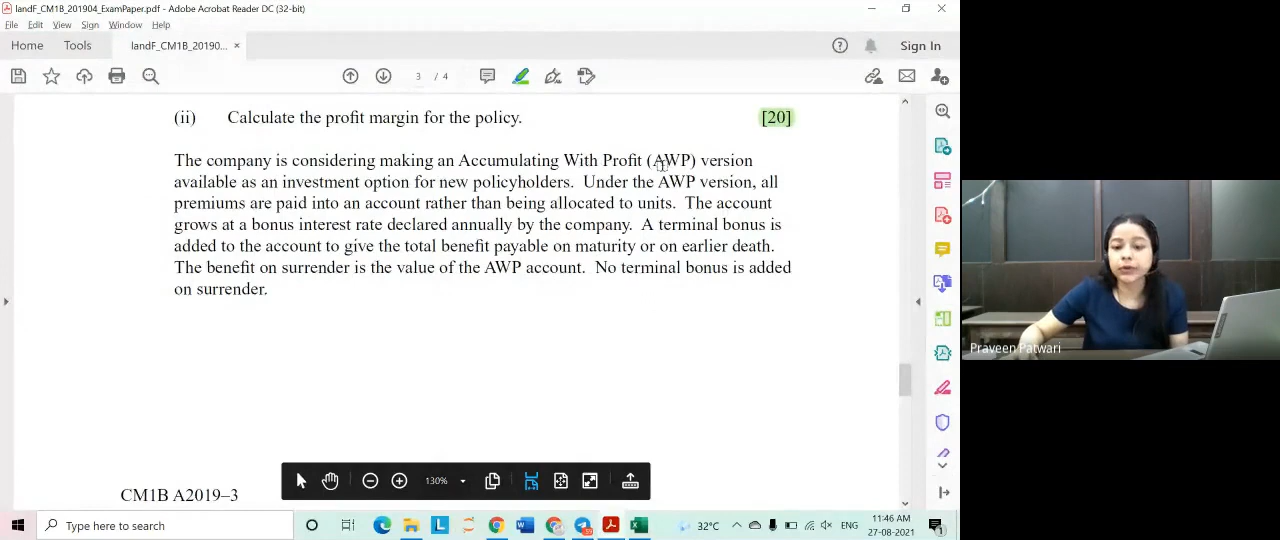 landF_CM1B_201904_ExamPaper.pdf - Adobe Acrobat Reader DC (32-bit)
File Edit View Sign Window Help
Home Tools landF_CM1B_20190... × Sign In
3 / 4
(ii) Calculate the profit margin for the policy. [20]
The company is considering making an Accumulating With Profit (AWP) version
available as an investment option for new policyholders. Under the AWP version, all
premiums are paid into an account rather than being allocated to units. The account
grows at a bonus interest rate declared annually by the company. A terminal bonus is
added to the account to give the total benefit payable on maturity or on earlier death.
The benefit on surrender is the value of the AWP account. No terminal bonus is added
on surrender.
Praveen Patwari
130%
CM1B A2019–3
Type here to search
32°C ENG 11:46 AM
27-08-2021